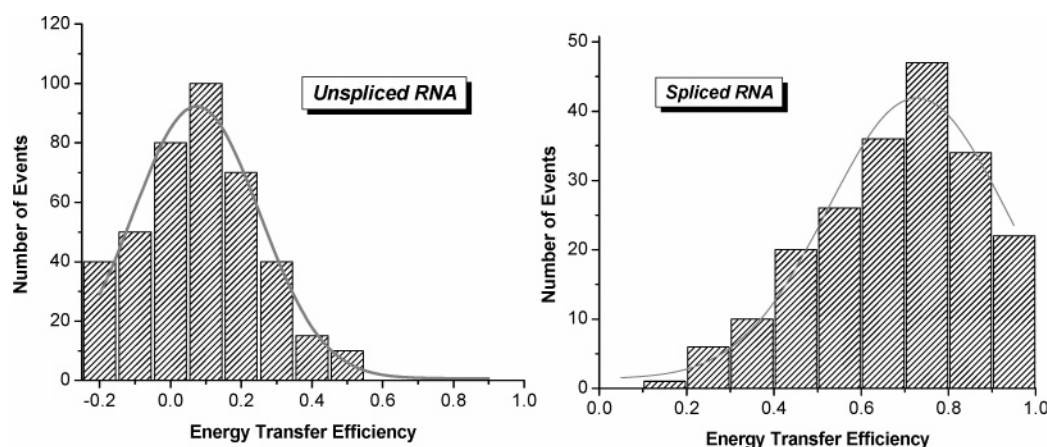 120
100
80
60
40
20
0
Number of Events
Unspliced RNA
-0.2 0.0 0.2 0.4 0.6 0.8 1.0
Energy Transfer Efficiency
50
40
30
20
10
0
Number of Events
Spliced RNA
0.0 0.2 0.4 0.6 0.8 1.0
Energy Transfer Efficiency